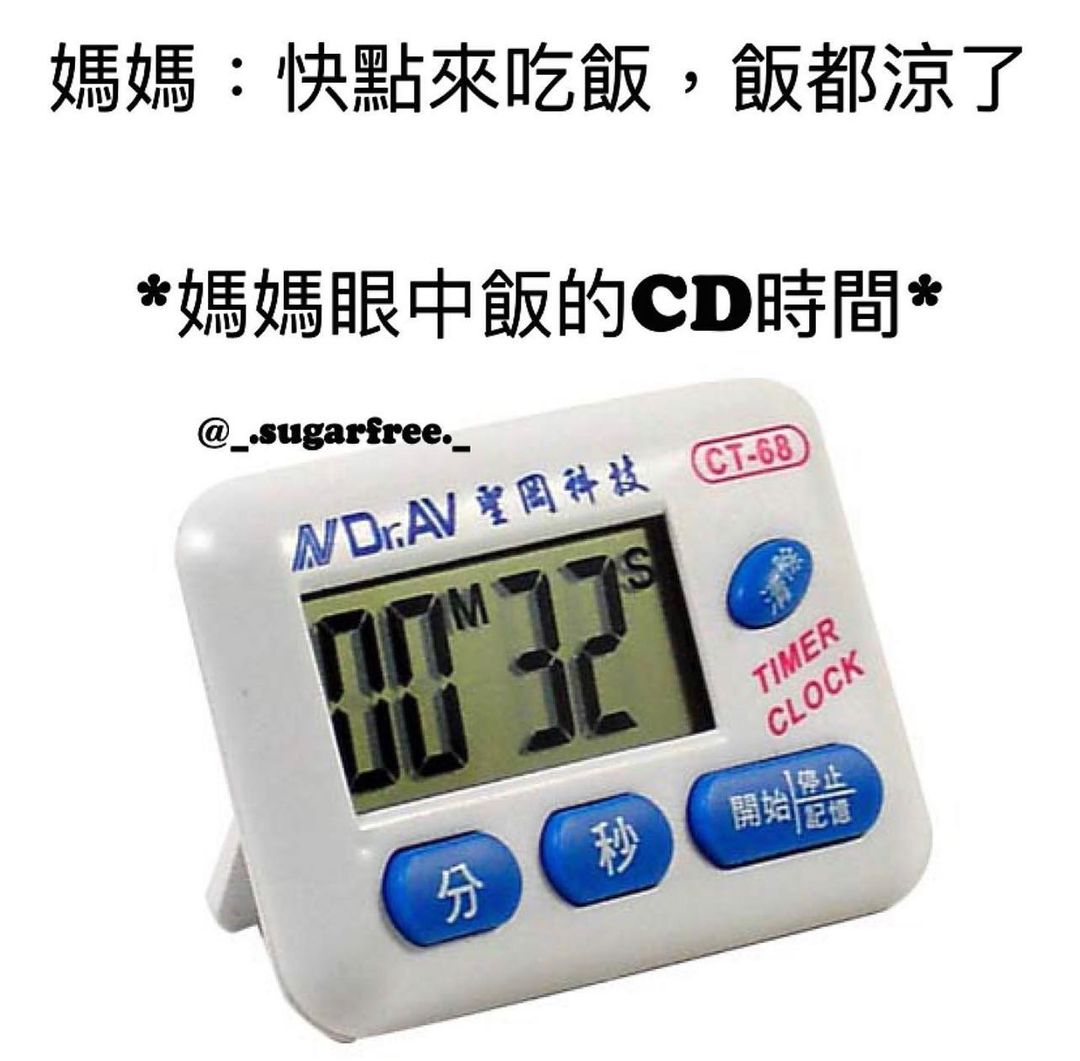 媽媽：快點來吃飯，飯都涼了
*媽媽眼中飯的CD時間*
@_.sugarfree._
CT-68
Dr.AV 聖岡科技
00M 32S
TIMER
CLOCK
分
秒
開始 停止
記憶